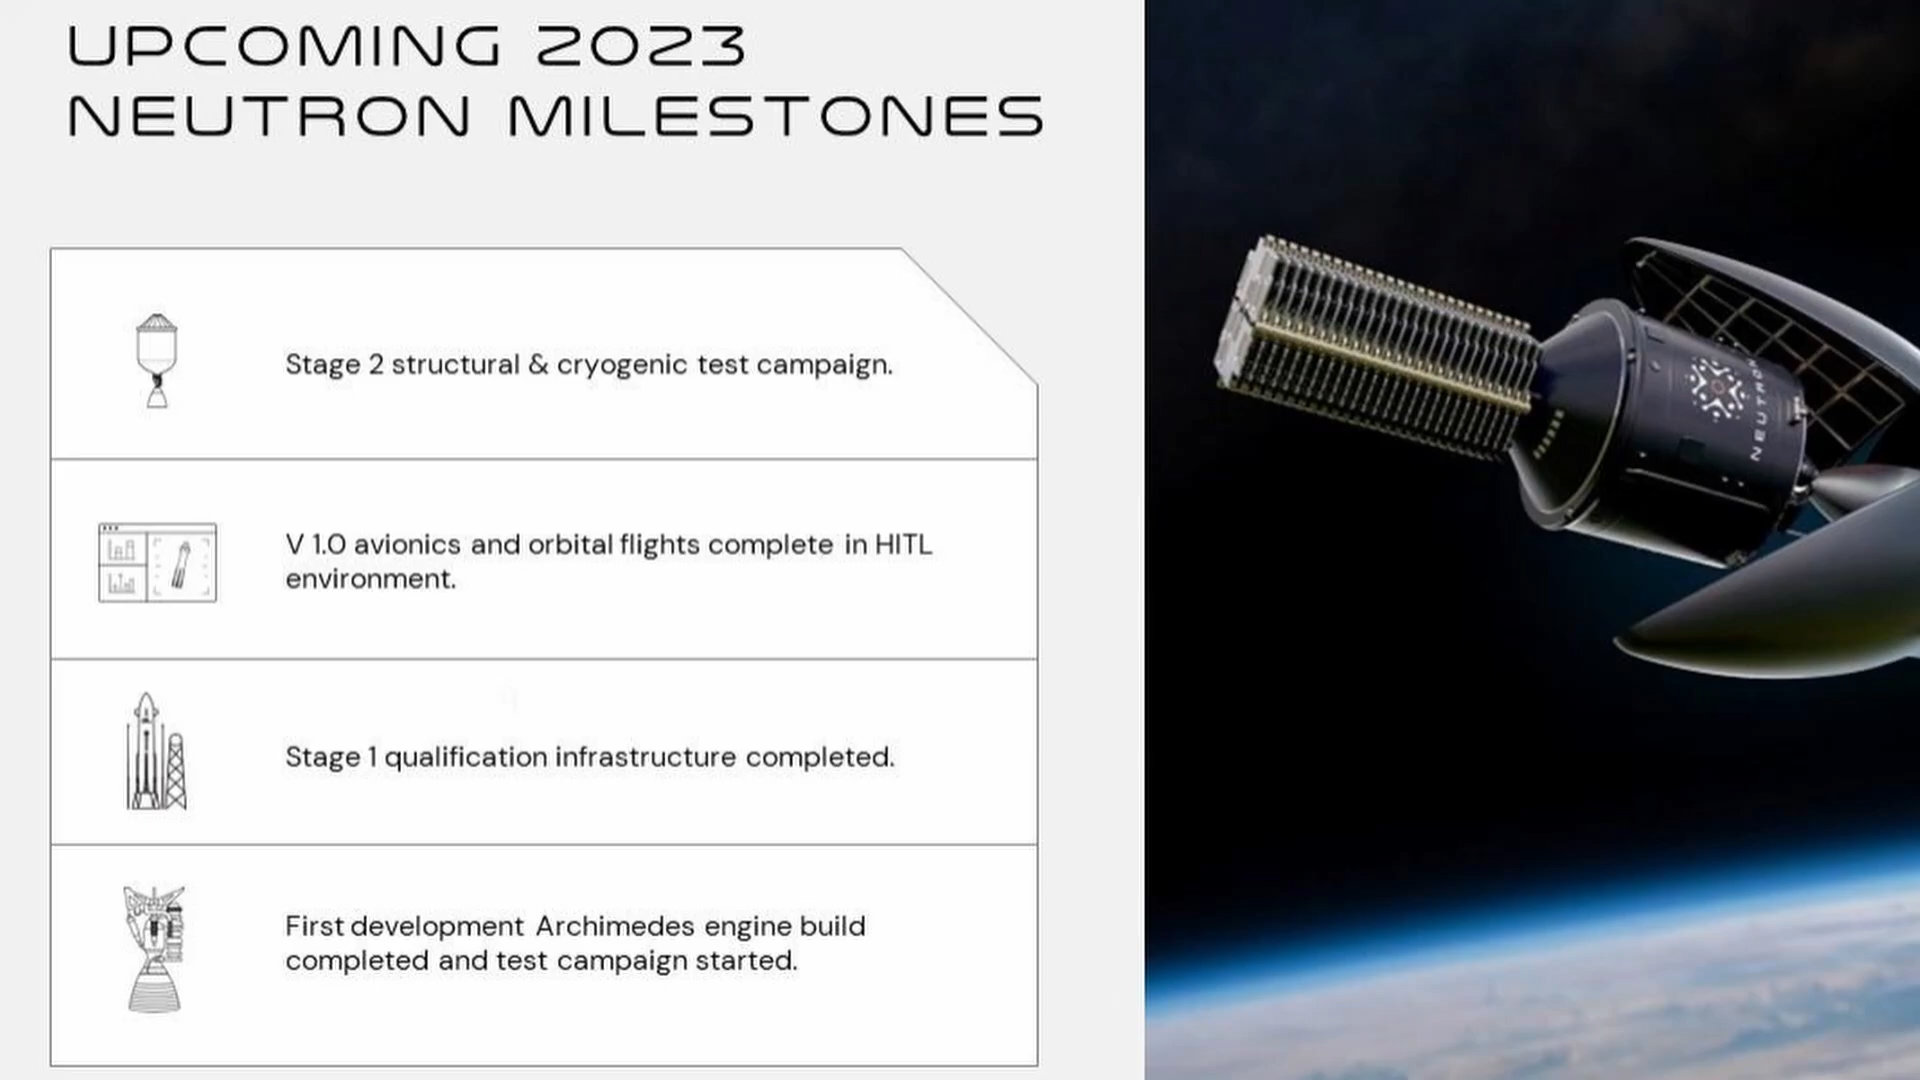 UPCOMING 2023
NEUTRON MILESTONES
Stage 2 structural & cryogenic test campaign.
V 1.0 avionics and orbital flights complete in HITL
environment.
Stage 1 qualification infrastructure completed.
First development Archimedes engine build
completed and test campaign started.
NEUTRON